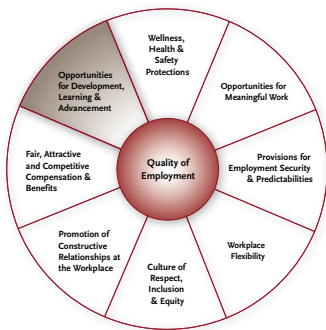 Wellness,
Health &
Safety
Protections
Opportunities for
Meaningful Work
Provisions for
Employment Security
& Predictabilities
Workplace
Flexibility
Culture of
Respect,
Inclusion
& Equity
Promotion of
Constructive
Relationships at
the Workplace
Fair, Attractive
and Competitive
Compensation &
Benefits
Opportunities
for Development,
Learning &
Advancement
Quality of
Employment